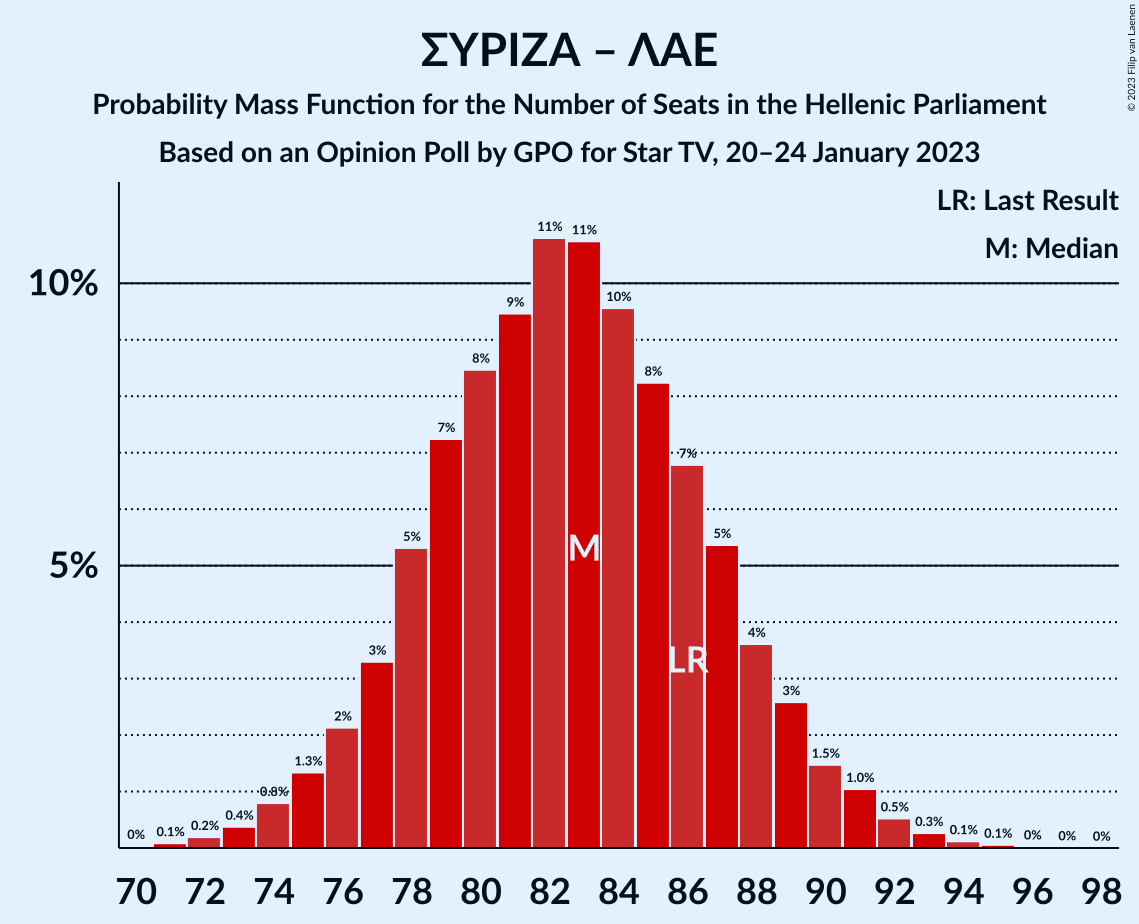 ΣΥΡΙΖΑ – ΛΑΕ
Probability Mass Function for the Number of Seats in the Hellenic Parliament
Based on an Opinion Poll by GPO for Star TV, 20–24 January 2023
© 2023 Filip van Laenen
LR: Last Result
M: Median
10%
5%
0% 0.1% 0.2% 0.4% 0.8% 1.3% 2% 3% 5% 7% 8% 9% 11% 11% 10% 8% 7% 5% 4% 3% 1.5% 1.0% 0.5% 0.3% 0.1% 0.1% 0% 0% 0%
M
LR
70 72 74 76 78 80 82 84 86 88 90 92 94 96 98